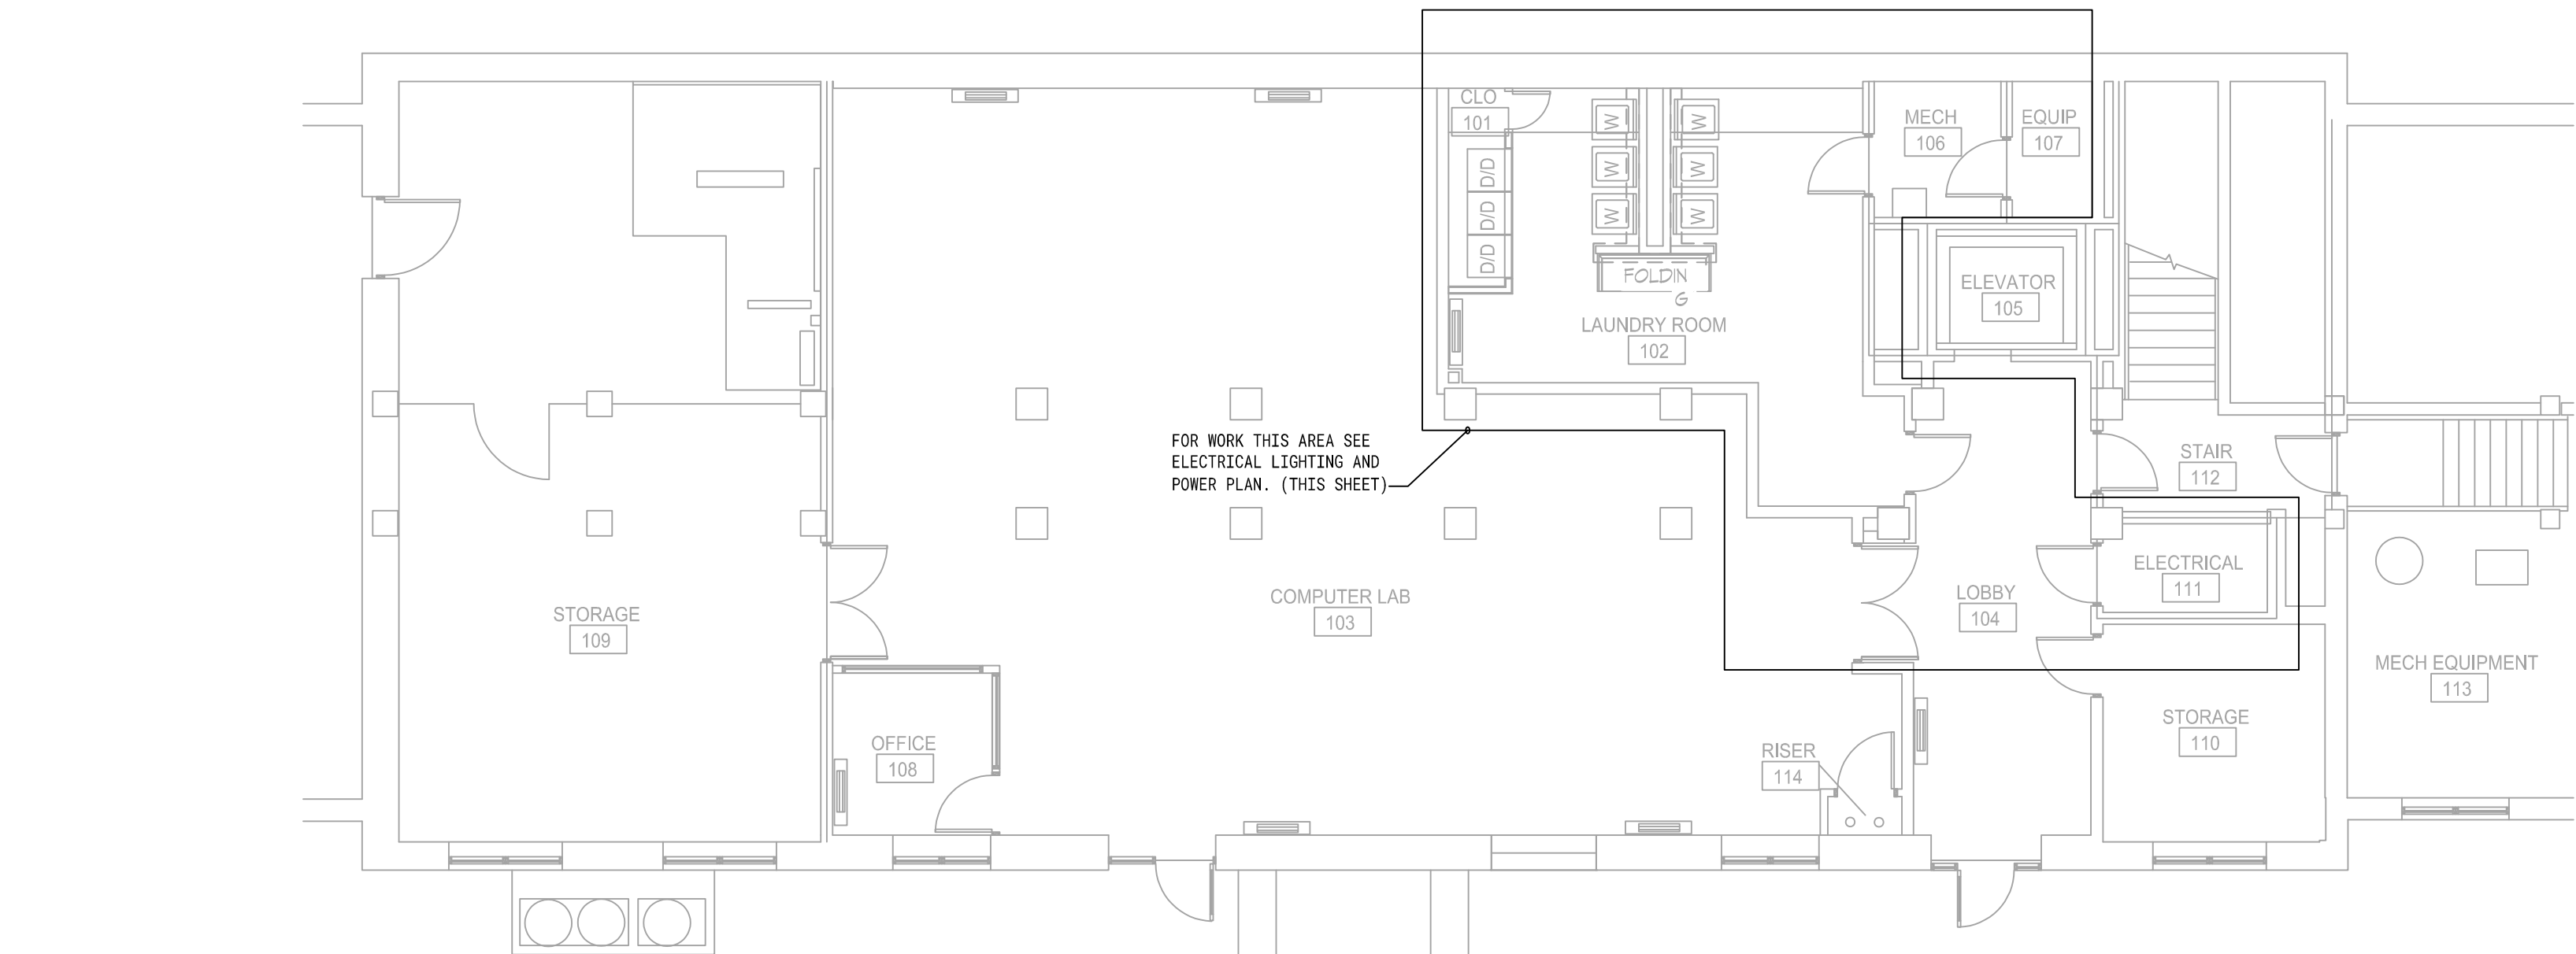 CLO
101
D/D
D/D
D/D
W
W
W
W
W
W
FOLDIN
G
LAUNDRY ROOM
102
MECH
106
EQUIP
107
ELEVATOR
105
FOR WORK THIS AREA SEE
ELECTRICAL LIGHTING AND
POWER PLAN. (THIS SHEET)
STAIR
112
STORAGE
109
COMPUTER LAB
103
LOBBY
104
ELECTRICAL
111
MECH EQUIPMENT
113
OFFICE
108
RISER
114
STORAGE
110